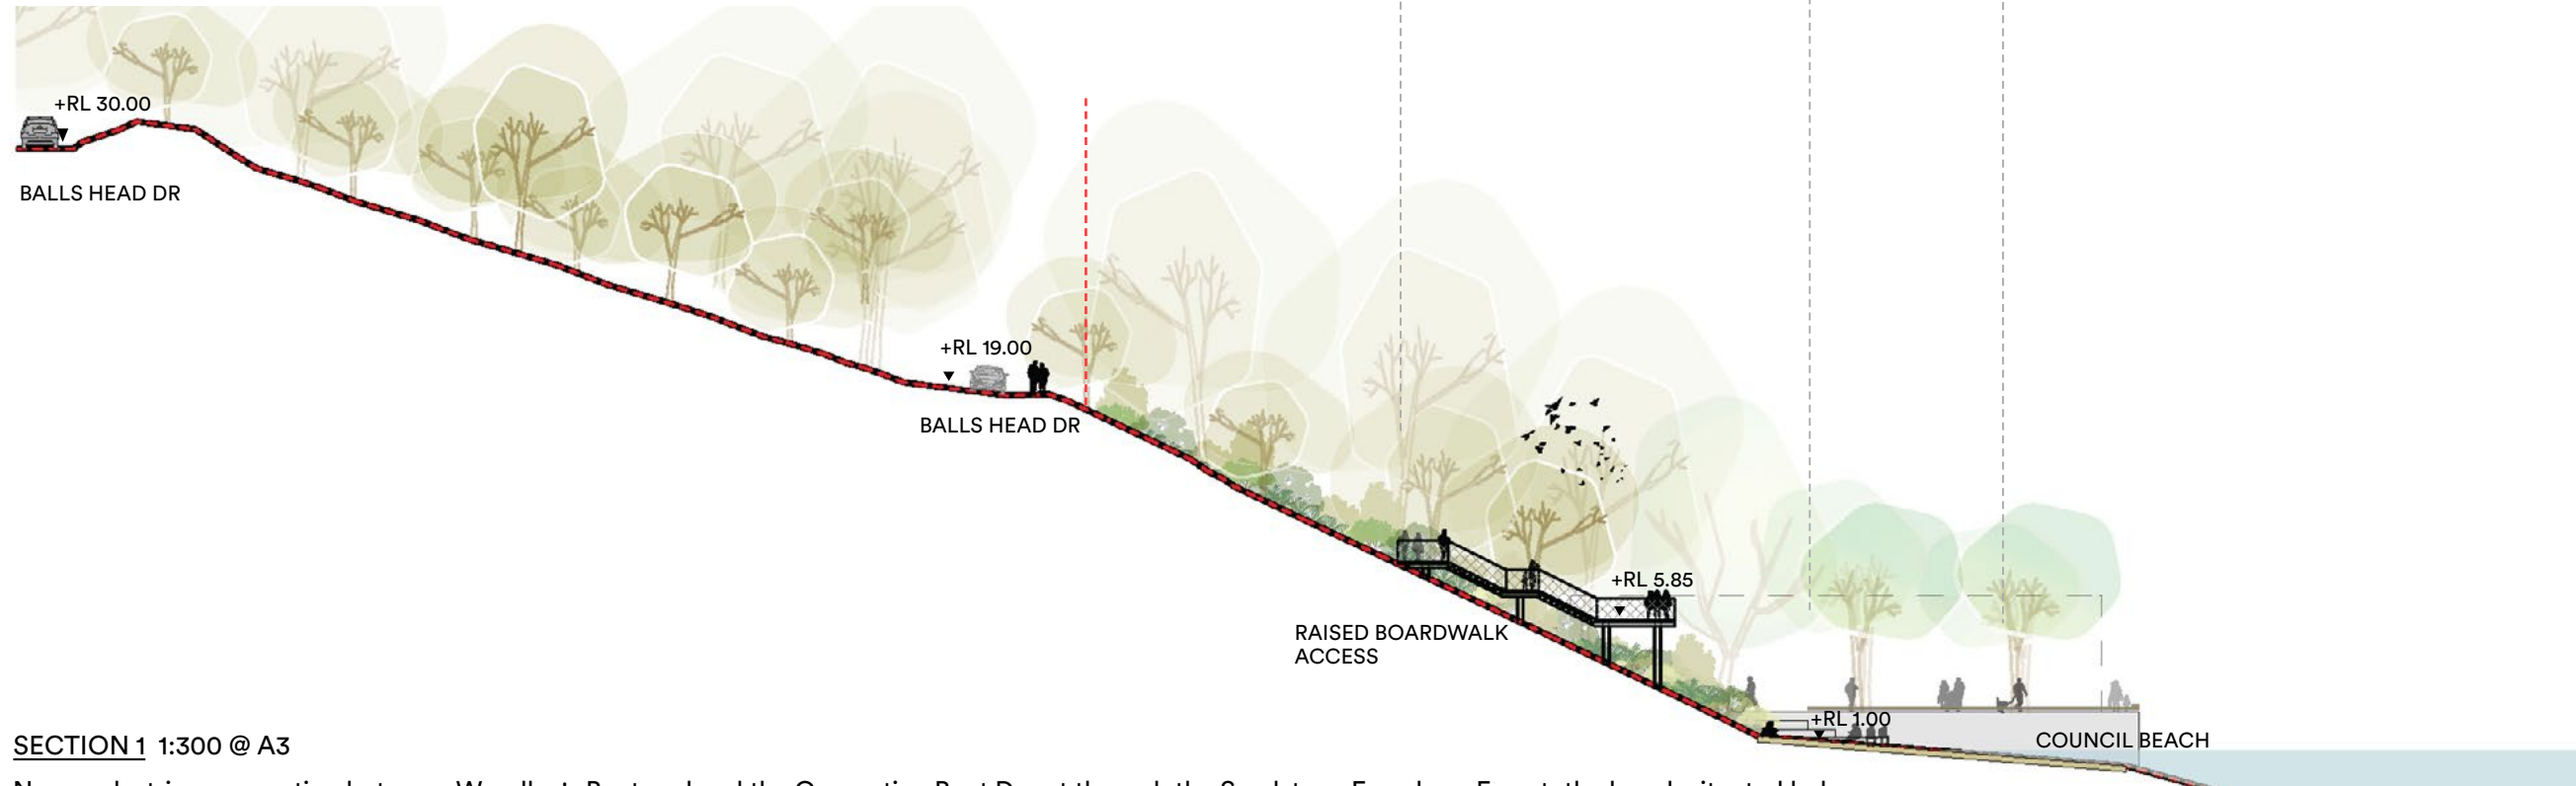 +RL 30.00
BALLS HEAD DR
+RL 19.00
BALLS HEAD DR
+RL 5.85
RAISED BOARDWALK
ACCESS
+RL 1.00
COUNCIL BEACH
SECTION 1 1:300 @ A3